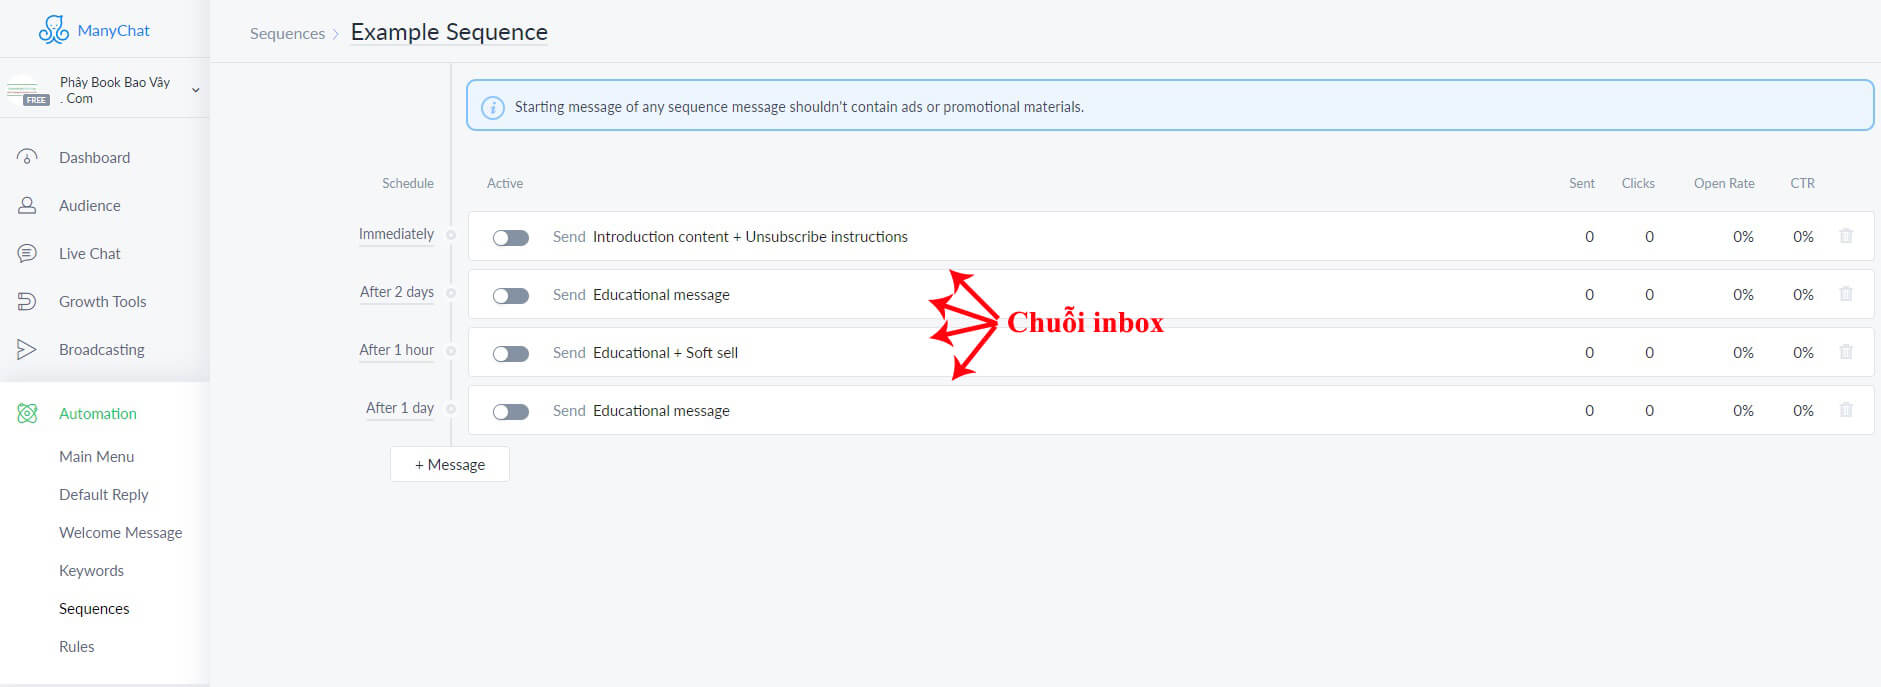 ManyChat
Sequences > Example Sequence
Phây Book Bao Vây
. Com
FREE
Starting message of any sequence message shouldn't contain ads or promotional materials.
Dashboard
Audience
Live Chat
Growth Tools
Broadcasting
Automation
Main Menu
Default Reply
Welcome Message
Keywords
Sequences
Rules
Schedule Active Sent Clicks Open Rate CTR
Immediately Send Introduction content + Unsubscribe instructions 0 0 0% 0%
After 2 days Send Educational message 0 0 0% 0%
Chuỗi inbox
After 1 hour Send Educational + Soft sell 0 0 0% 0%
After 1 day Send Educational message 0 0 0% 0%
+ Message